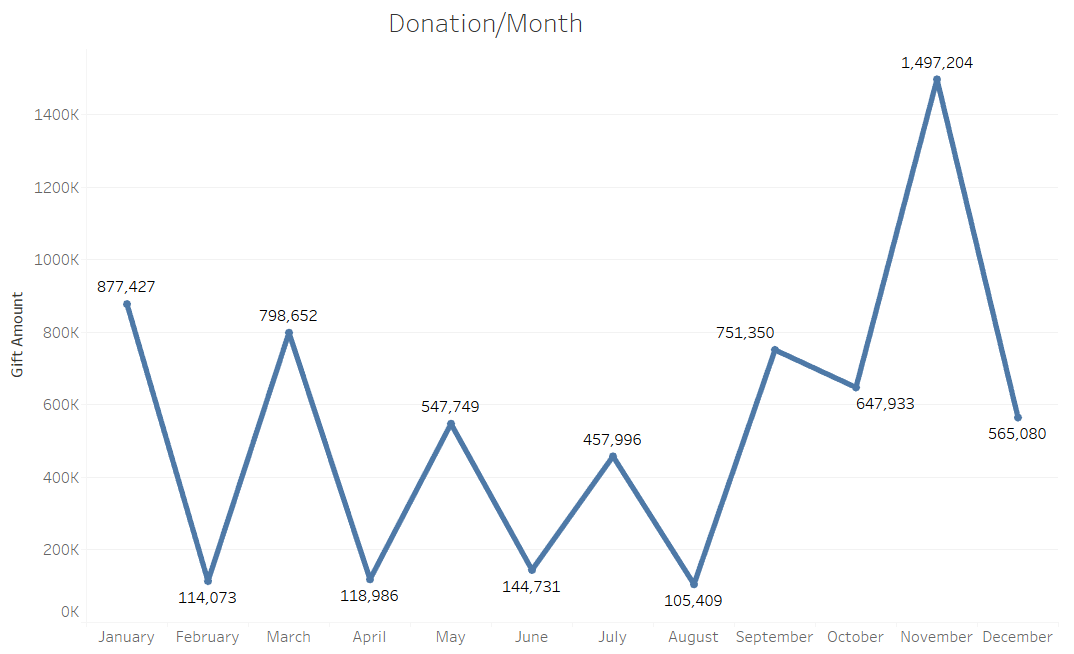 Donation/Month
1,497,204
1400K
1200K
1000K
877,427
798,652
800K
751,350
Gift Amount
600K
547,749
647,933
457,996
565,080
400K
200K
144,731
114,073
118,986
105,409
0K
January February March April May June July August September October November December